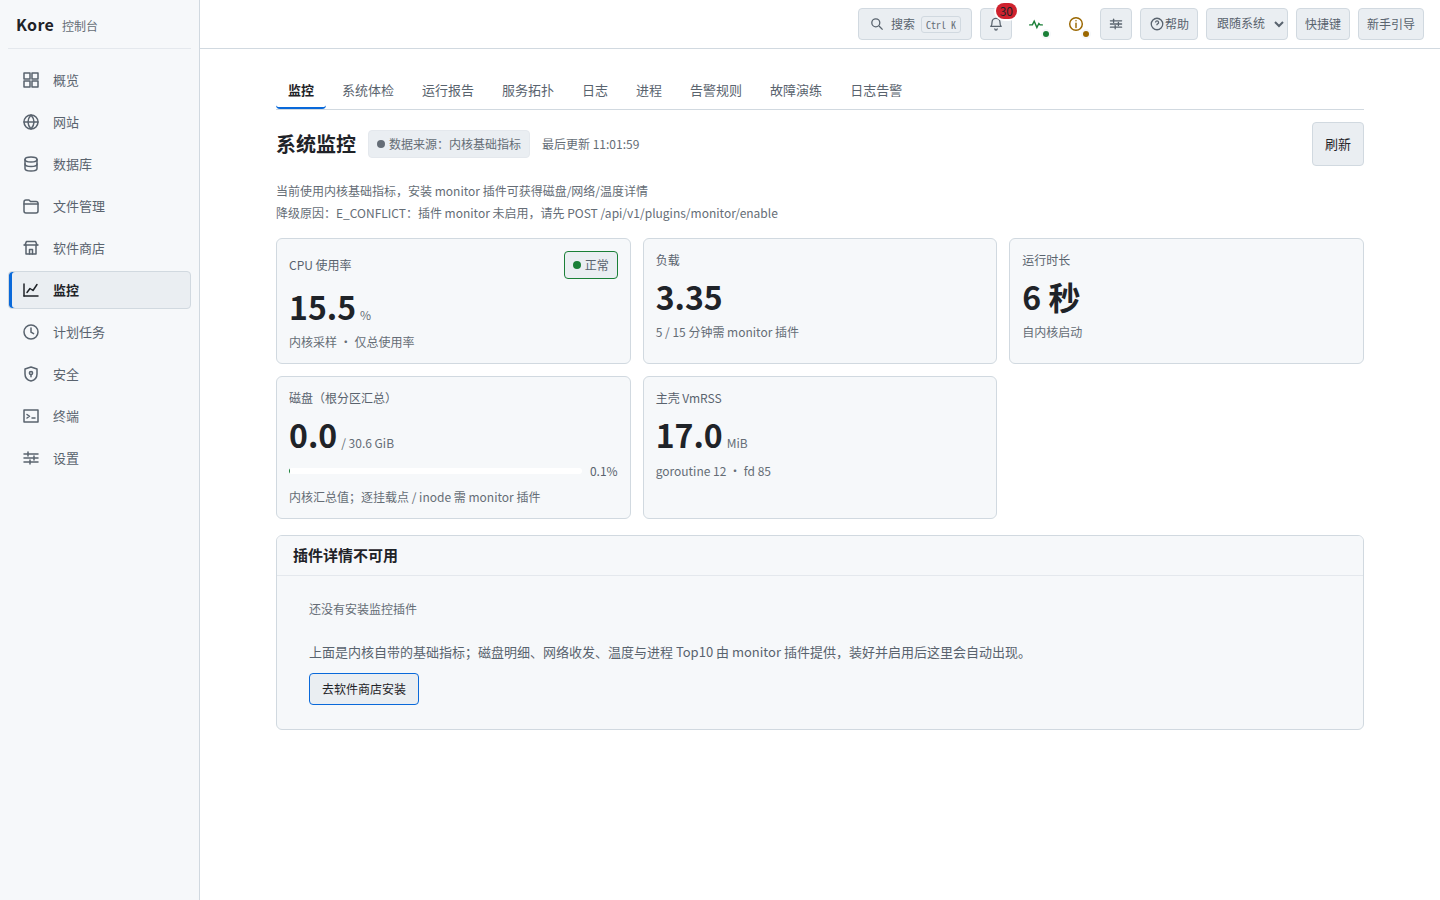 Kore 控制台
搜索 Ctrl K
30
帮助
跟随系统
快捷键
新手引导
概览
网站
数据库
文件管理
软件商店
监控
计划任务
安全
终端
设置
监控 系统体检 运行报告 服务拓扑 日志 进程 告警规则 故障演练 日志告警
系统监控 数据来源：内核基础指标 最后更新 11:01:59 刷新
当前使用内核基础指标，安装 monitor 插件可获得磁盘/网络/温度详情
降级原因：E_CONFLICT：插件 monitor 未启用，请先 POST /api/v1/plugins/monitor/enable
CPU 使用率 正常
15.5 %
内核采样 · 仅总使用率
负载
3.35
5 / 15 分钟需 monitor 插件
运行时长
6 秒
自内核启动
磁盘（根分区汇总）
0.0 / 30.6 GiB
0.1%
内核汇总值；逐挂载点 / inode 需 monitor 插件
主壳 VmRSS
17.0 MiB
goroutine 12 · fd 85
插件详情不可用
还没有安装监控插件
上面是内核自带的基础指标；磁盘明细、网络收发、温度与进程 Top10 由 monitor 插件提供，装好并启用后这里会自动出现。
去软件商店安装